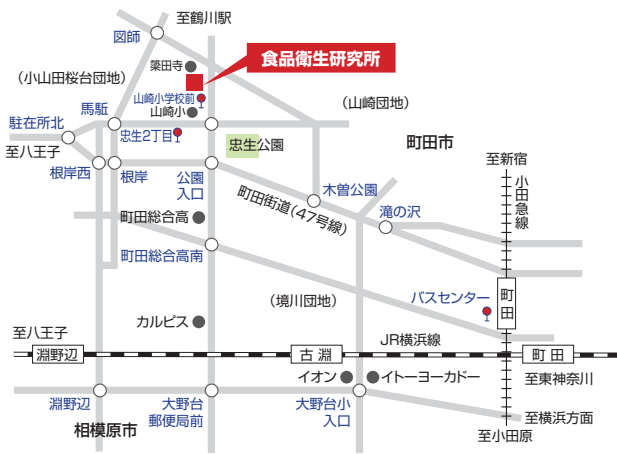 至鶴川駅
図師
簗田寺
食品衛生研究所
(小山田桜台団地)
山崎小学校前
山崎小
(山崎団地)
馬駈
駐在所北
忠生2丁目
忠生公園
町田市
至八王子
至新宿
根岸西
根岸
公園
入口
木曽公園
小田急線
町田総合高
町田街道(47号線)
滝の沢
町田総合高南
(境川団地)
バスセンター
町田
カルピス
至八王子
JR横浜線
淵野辺
古淵
町田
イオン
イトーヨーカドー
至東神奈川
淵野辺
大野台
郵便局前
大野台小
入口
至横浜方面
相模原市
至小田原